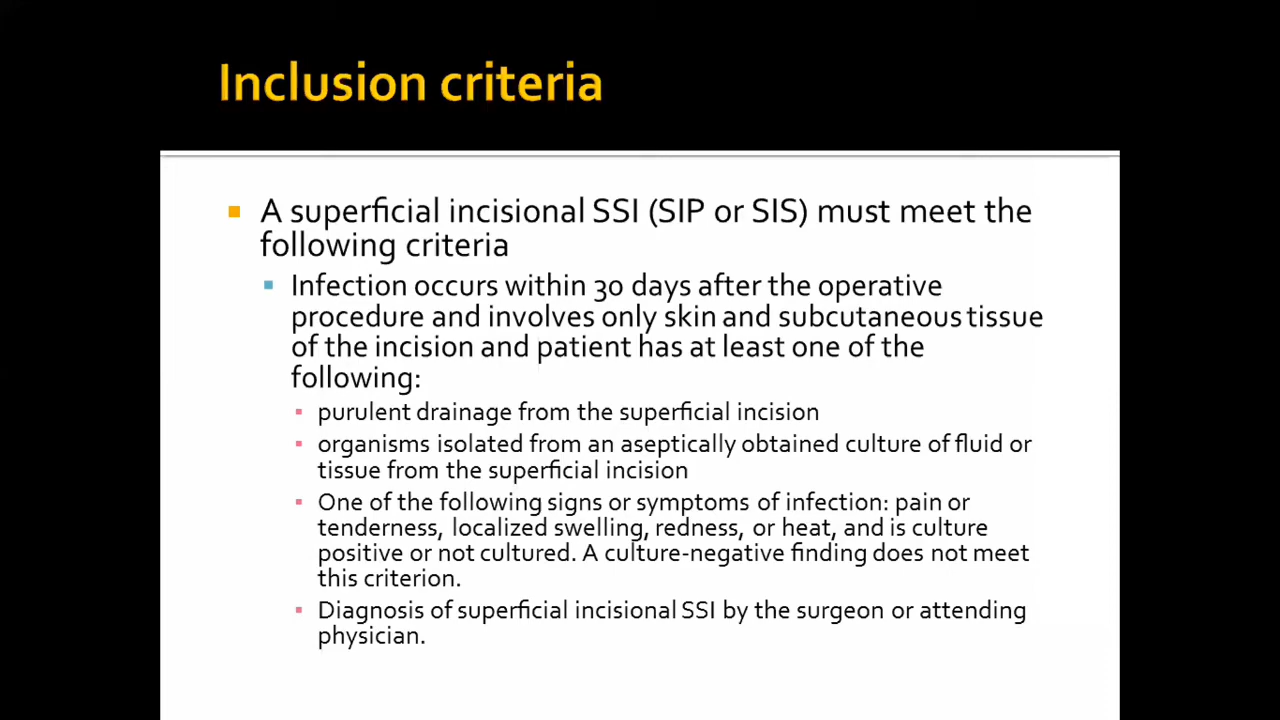 Inclusion criteria
A superficial incisional SSI (SIP or SIS) must meet the
following criteria
Infection occurs within 30 days after the operative
procedure and involves only skin and subcutaneous tissue
of the incision and patient has at least one of the
following:
purulent drainage from the superficial incision
organisms isolated from an aseptically obtained culture of fluid or
tissue from the superficial incision
One of the following signs or symptoms of infection: pain or
tenderness, localized swelling, redness, or heat, and is culture
positive or not cultured. A culture-negative finding does not meet
this criterion.
Diagnosis of superficial incisional SSI by the surgeon or attending
physician.